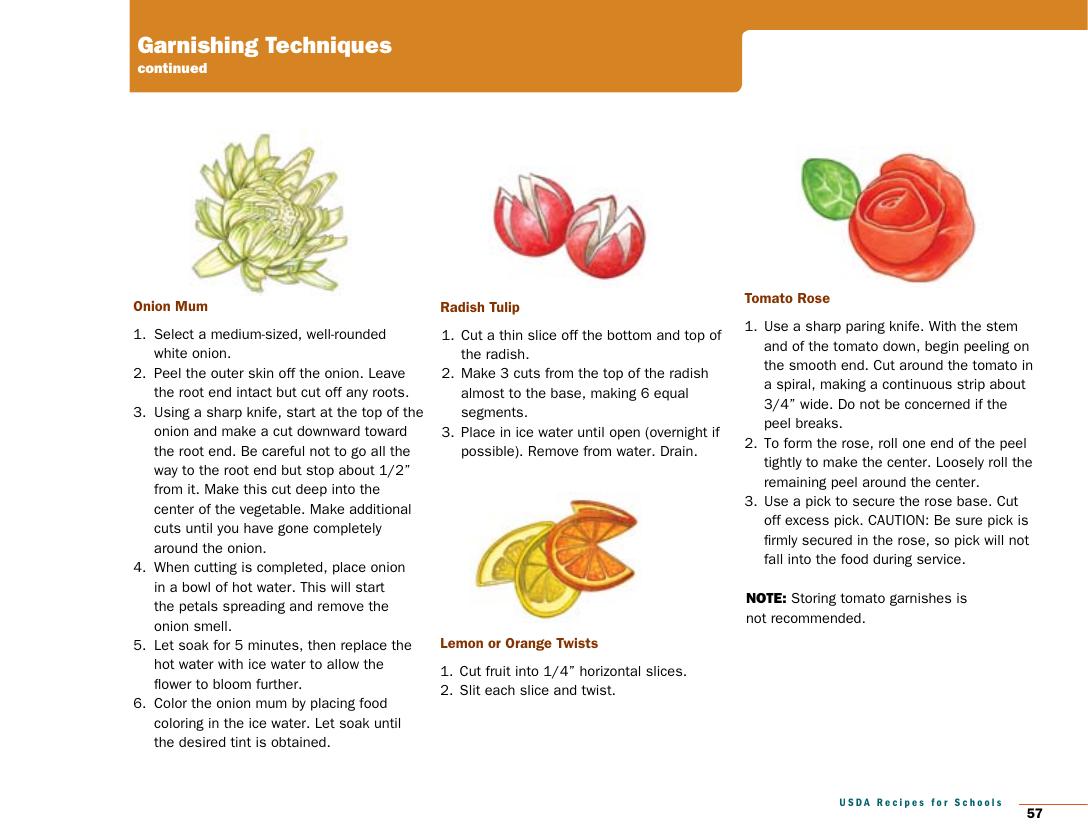 Garnishing Techniques
continued
Onion Mum
1. Select a medium-sized, well-rounded
white onion.
2. Peel the outer skin off the onion. Leave
the root end intact but cut off any roots.
3. Using a sharp knife, start at the top of the
onion and make a cut downward toward
the root end. Be careful not to go all the
way to the root end but stop about 1/2”
from it. Make this cut deep into the
center of the vegetable. Make additional
cuts until you have gone completely
around the onion.
4. When cutting is completed, place onion
in a bowl of hot water. This will start
the petals spreading and remove the
onion smell.
5. Let soak for 5 minutes, then replace the
hot water with ice water to allow the
flower to bloom further.
6. Color the onion mum by placing food
coloring in the ice water. Let soak until
the desired tint is obtained.
Radish Tulip
1. Cut a thin slice off the bottom and top of
the radish.
2. Make 3 cuts from the top of the radish
almost to the base, making 6 equal
segments.
3. Place in ice water until open (overnight if
possible). Remove from water. Drain.
Lemon or Orange Twists
1. Cut fruit into 1/4” horizontal slices.
2. Slit each slice and twist.
Tomato Rose
1. Use a sharp paring knife. With the stem
end of the tomato down, begin peeling on
the smooth end. Cut around the tomato in
a spiral, making a continuous strip about
3/4” wide. Do not be concerned if the
peel breaks.
2. To form the rose, roll one end of the peel
tightly to make the center. Loosely roll the
remaining peel around the center.
3. Use a pick to secure the rose base. Cut
off excess pick. CAUTION: Be sure pick is
firmly secured in the rose, so pick will not
fall into the food during service.
NOTE: Storing tomato garnishes is
not recommended.
USDA Recipes for Schools
57